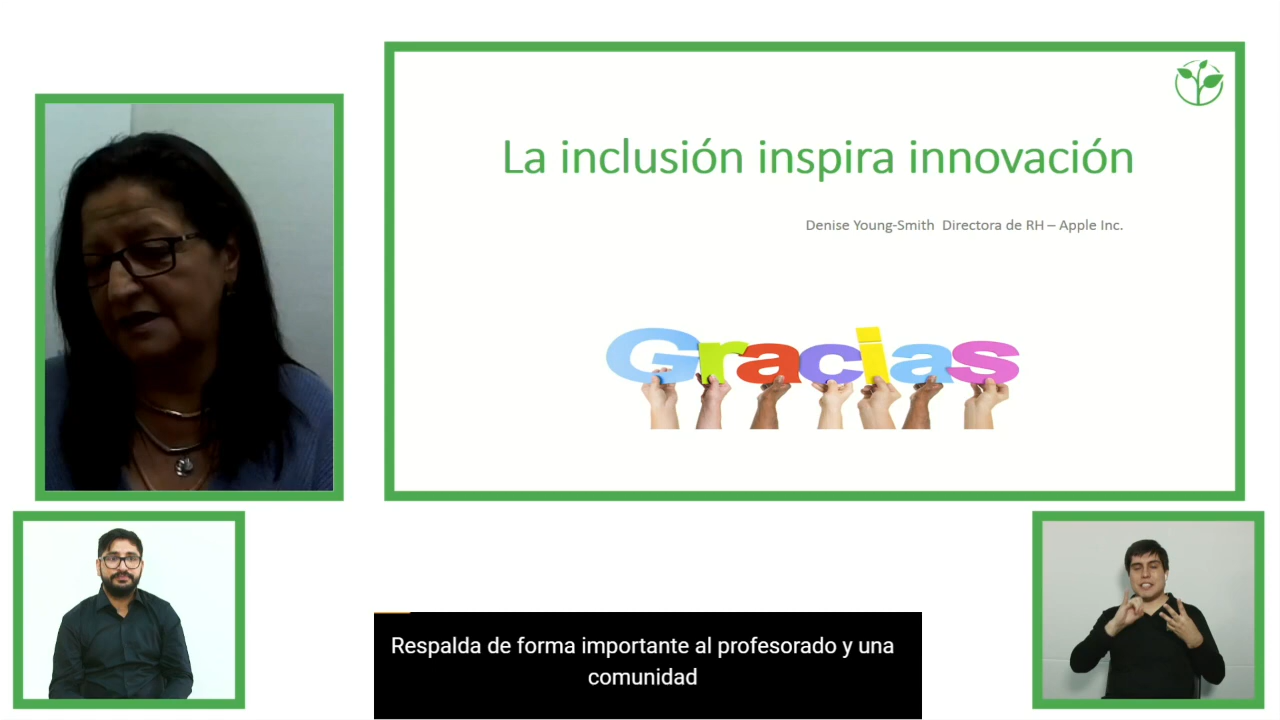 La inclusión inspira innovación
Denise Young-Smith Directora de RH – Apple Inc.
Gracias
Respalda de forma importante al profesorado y una
comunidad